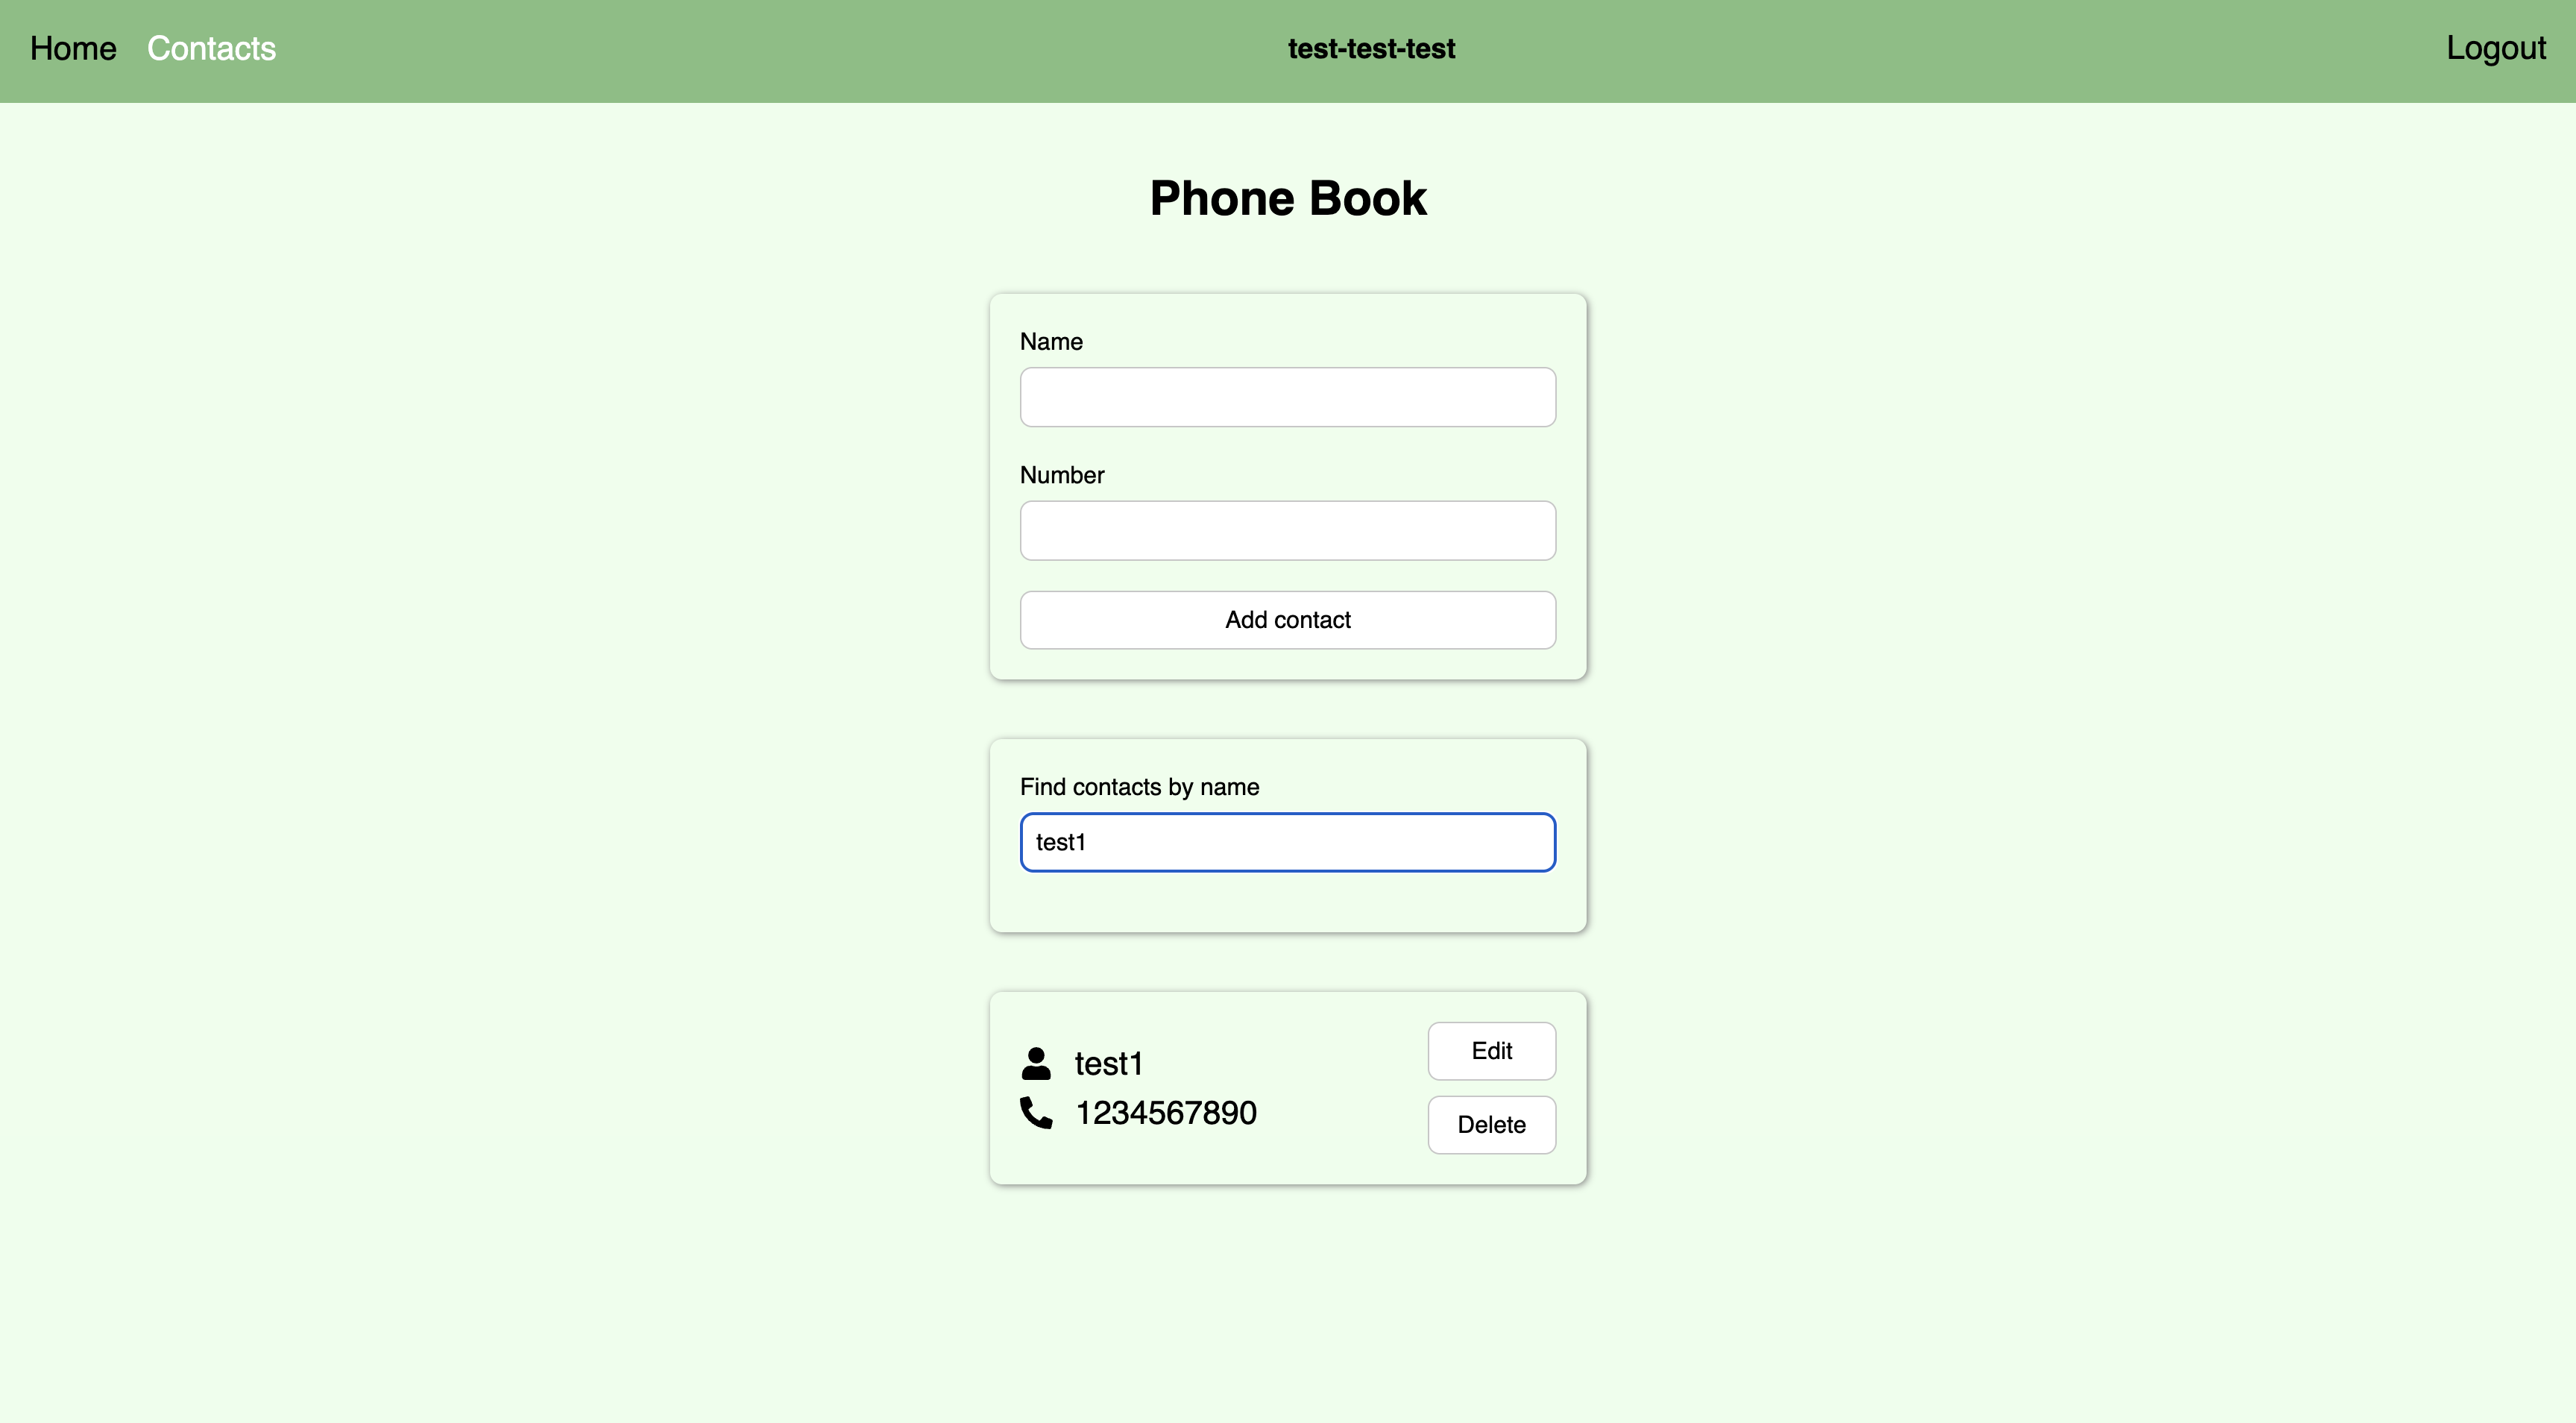 Home Contacts test-test-test Logout
Phone Book
Name
Number
Add contact
Find contacts by name
test1
test1
1234567890
Edit
Delete